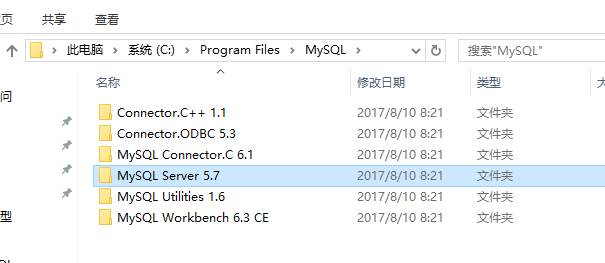 页 共享 查看
此电脑 系统 (C:) Program Files MySQL 搜索"MySQL"
名称 修改日期 类型 大
问
Connector.C++ 1.1 2017/8/10 8:21 文件夹
Connector.ODBC 5.3 2017/8/10 8:21 文件夹
MySQL Connector.C 6.1 2017/8/10 8:21 文件夹
MySQL Server 5.7 2017/8/10 8:21 文件夹
MySQL Utilities 1.6 2017/8/10 8:21 文件夹
型 MySQL Workbench 6.3 CE 2017/8/10 8:21 文件夹